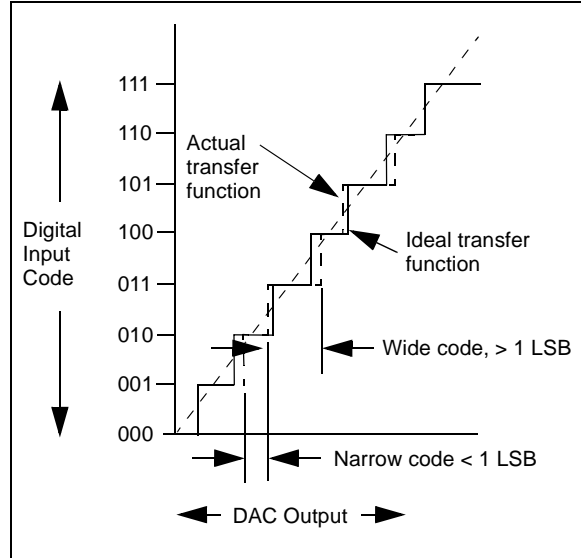 111
110
Actual
transfer
function
101
Digital
Input
Code
100
Ideal transfer
function
011
010
Wide code, > 1 LSB
001
000
Narrow code < 1 LSB
DAC Output